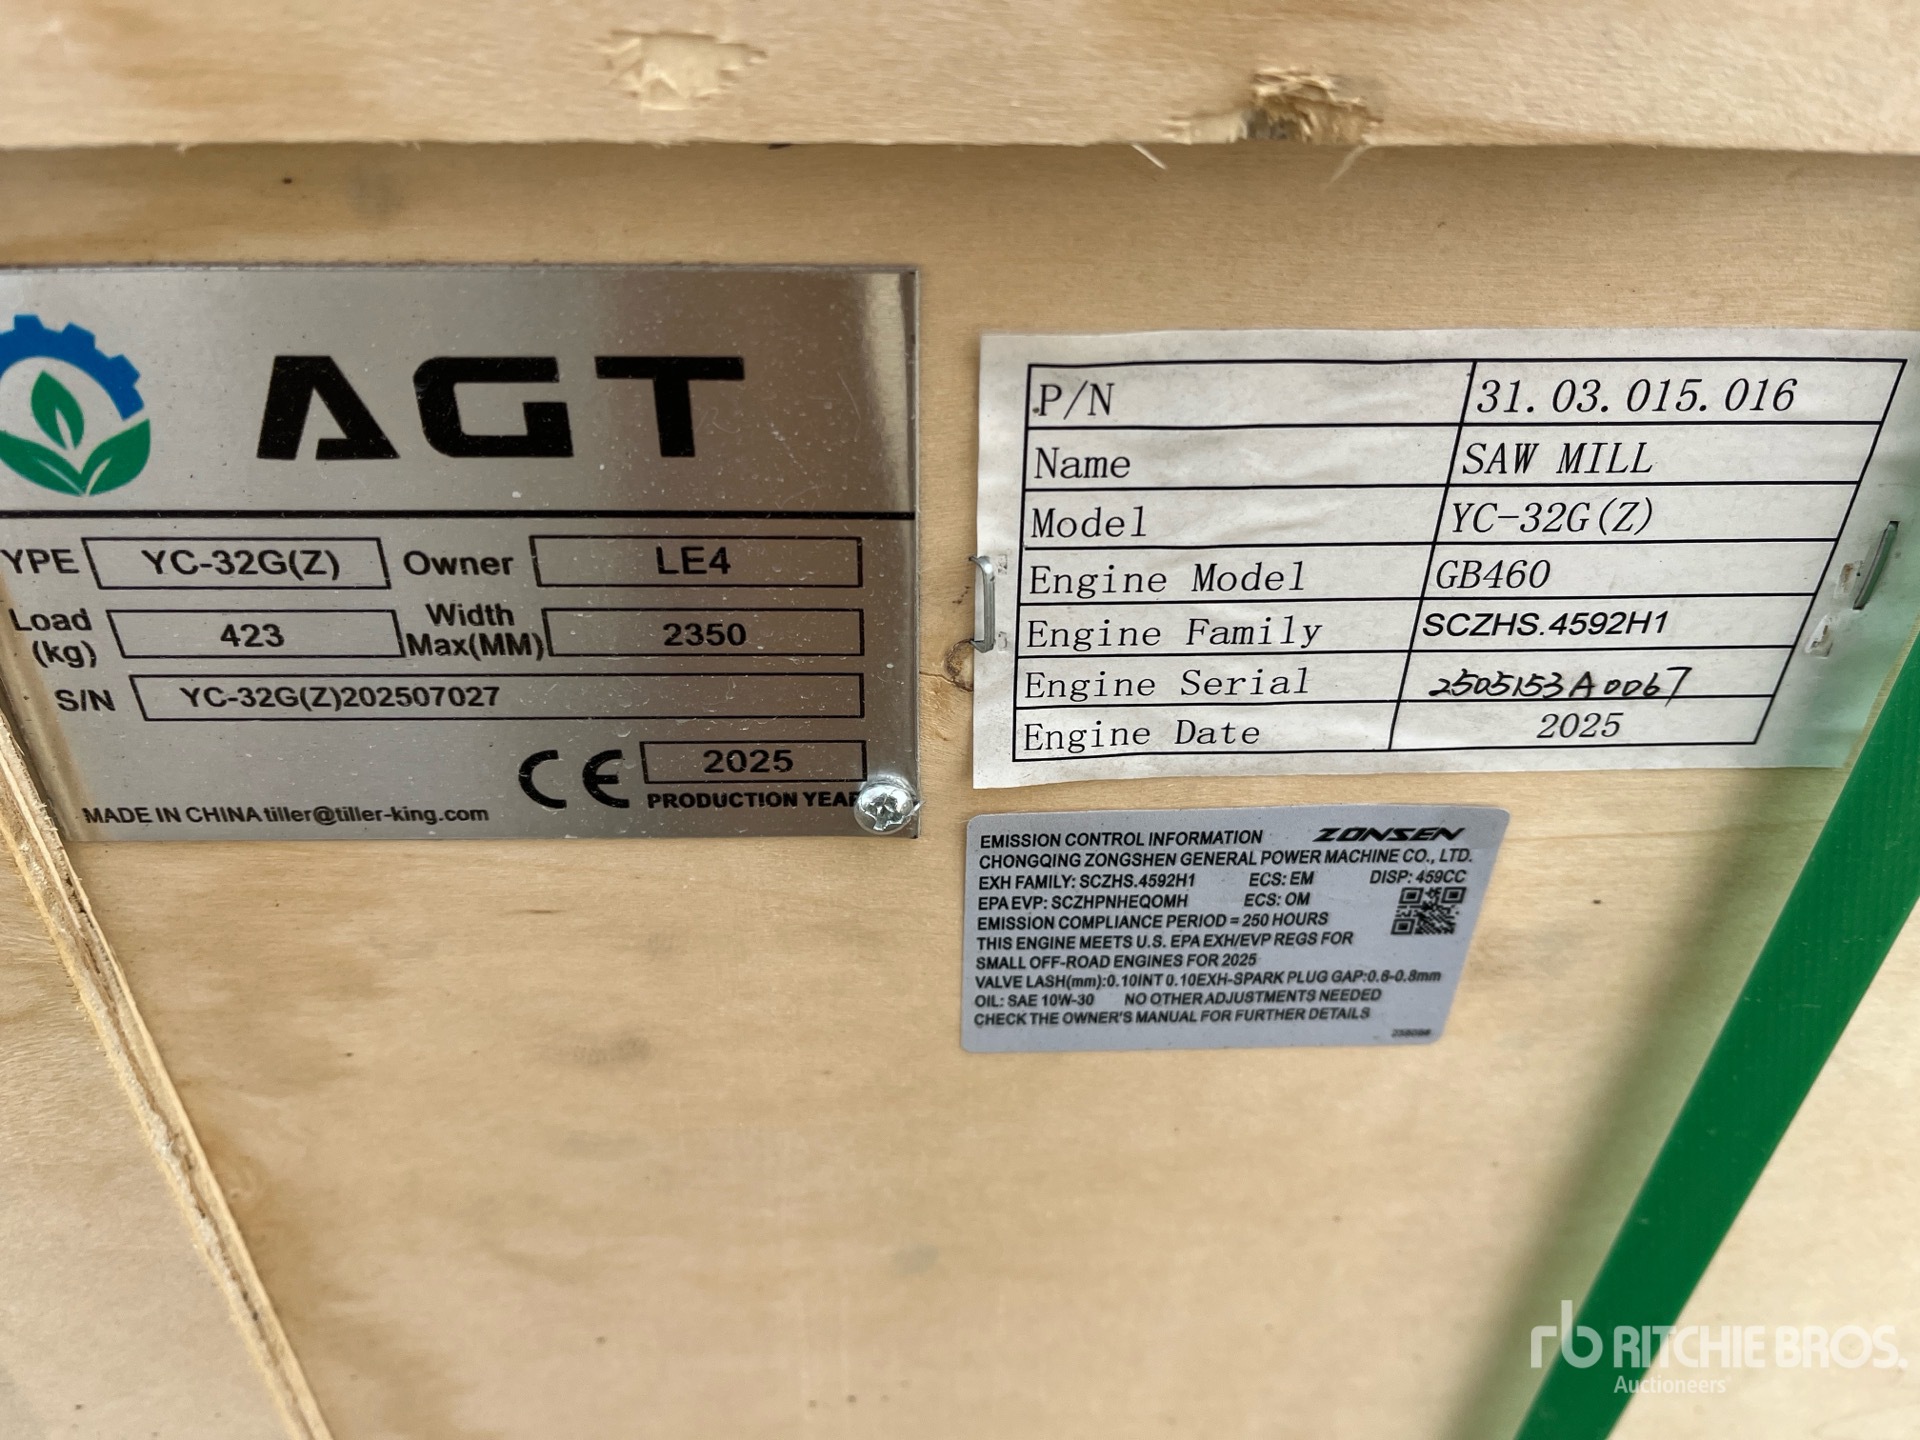 AGT
YPE YC-32G(Z) Owner LE4
Load (kg) 423 Width Max(MM) 2350
S/N YC-32G(Z)202507027
CE 2025
MADE IN CHINA tiller@tiller-king.com PRODUCTION YEAR
P/N 31.03.015.016
Name SAW MILL
Model YC-32G(Z)
Engine Model GB460
Engine Family SCZHS.4592H1
Engine Serial 2505153A0067
Engine Date 2025
EMISSION CONTROL INFORMATION ZONSEN
CHONGQING ZONGSHEN GENERAL POWER MACHINE CO., LTD.
EXH FAMILY: SCZHS.4592H1 ECS: EM DISP: 459CC
EPA EVP: SCZHPNHEQOMH ECS: OM
EMISSION COMPLIANCE PERIOD = 250 HOURS
THIS ENGINE MEETS U.S. EPA EXH/EVP REGS FOR
SMALL OFF-ROAD ENGINES FOR 2025
VALVE LASH(mm):0.10INT 0.10EXH-SPARK PLUG GAP:0.6-0.8mm
OIL: SAE 10W-30 NO OTHER ADJUSTMENTS NEEDED
CHECK THE OWNER'S MANUAL FOR FURTHER DETAILS
rb RITCHIE BROS.
Auctioneers